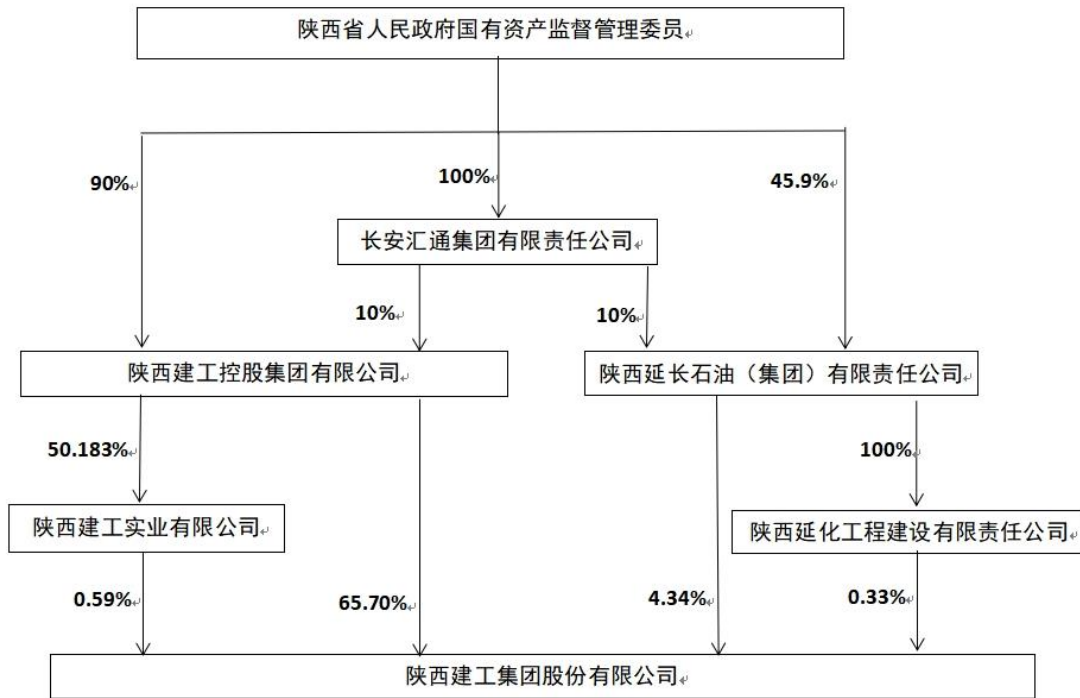 陕西省人民政府国有资产监督管理委员
90%
100%
45.9%
长安汇通集团有限责任公司
10%
10%
陕西建工控股集团有限公司
陕西延长石油（集团）有限责任公司
50.183%
100%
陕西建工实业有限公司
陕西延化工程建设有限责任公司
0.59%
65.70%
4.34%
0.33%
陕西建工集团股份有限公司